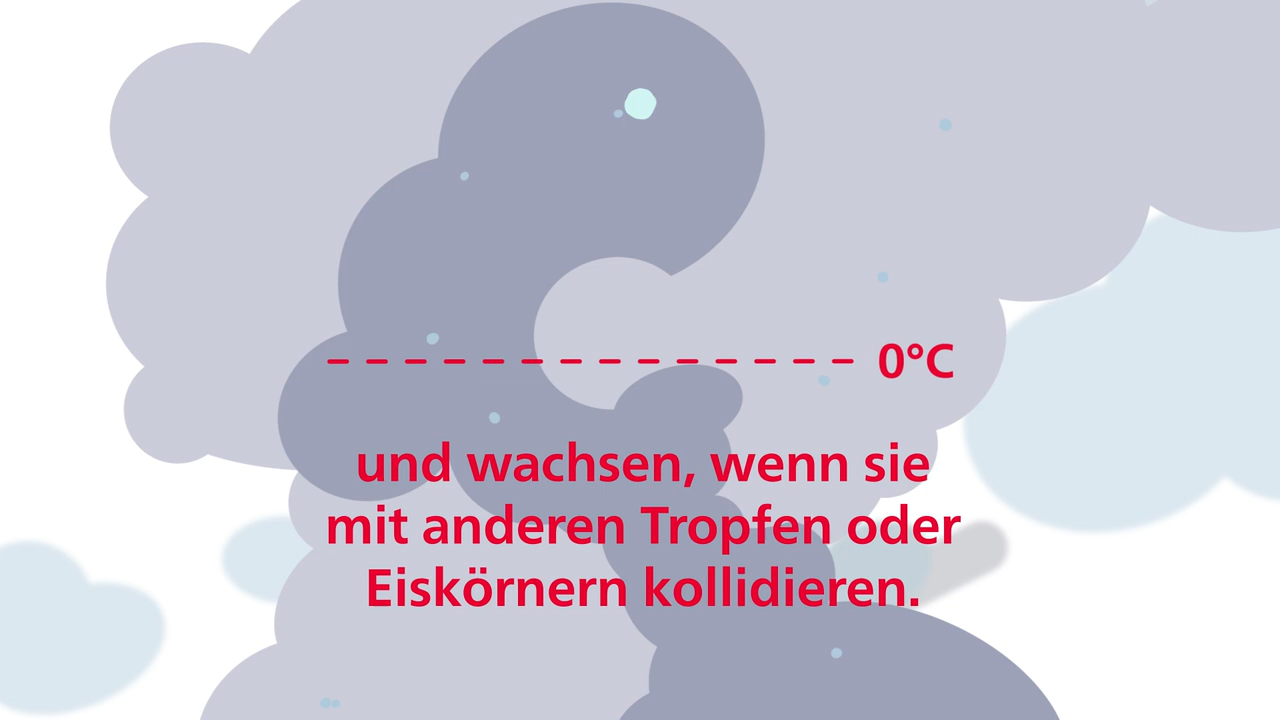 0°C
und wachsen, wenn sie
mit anderen Tropfen oder
Eiskörnern kollidieren.